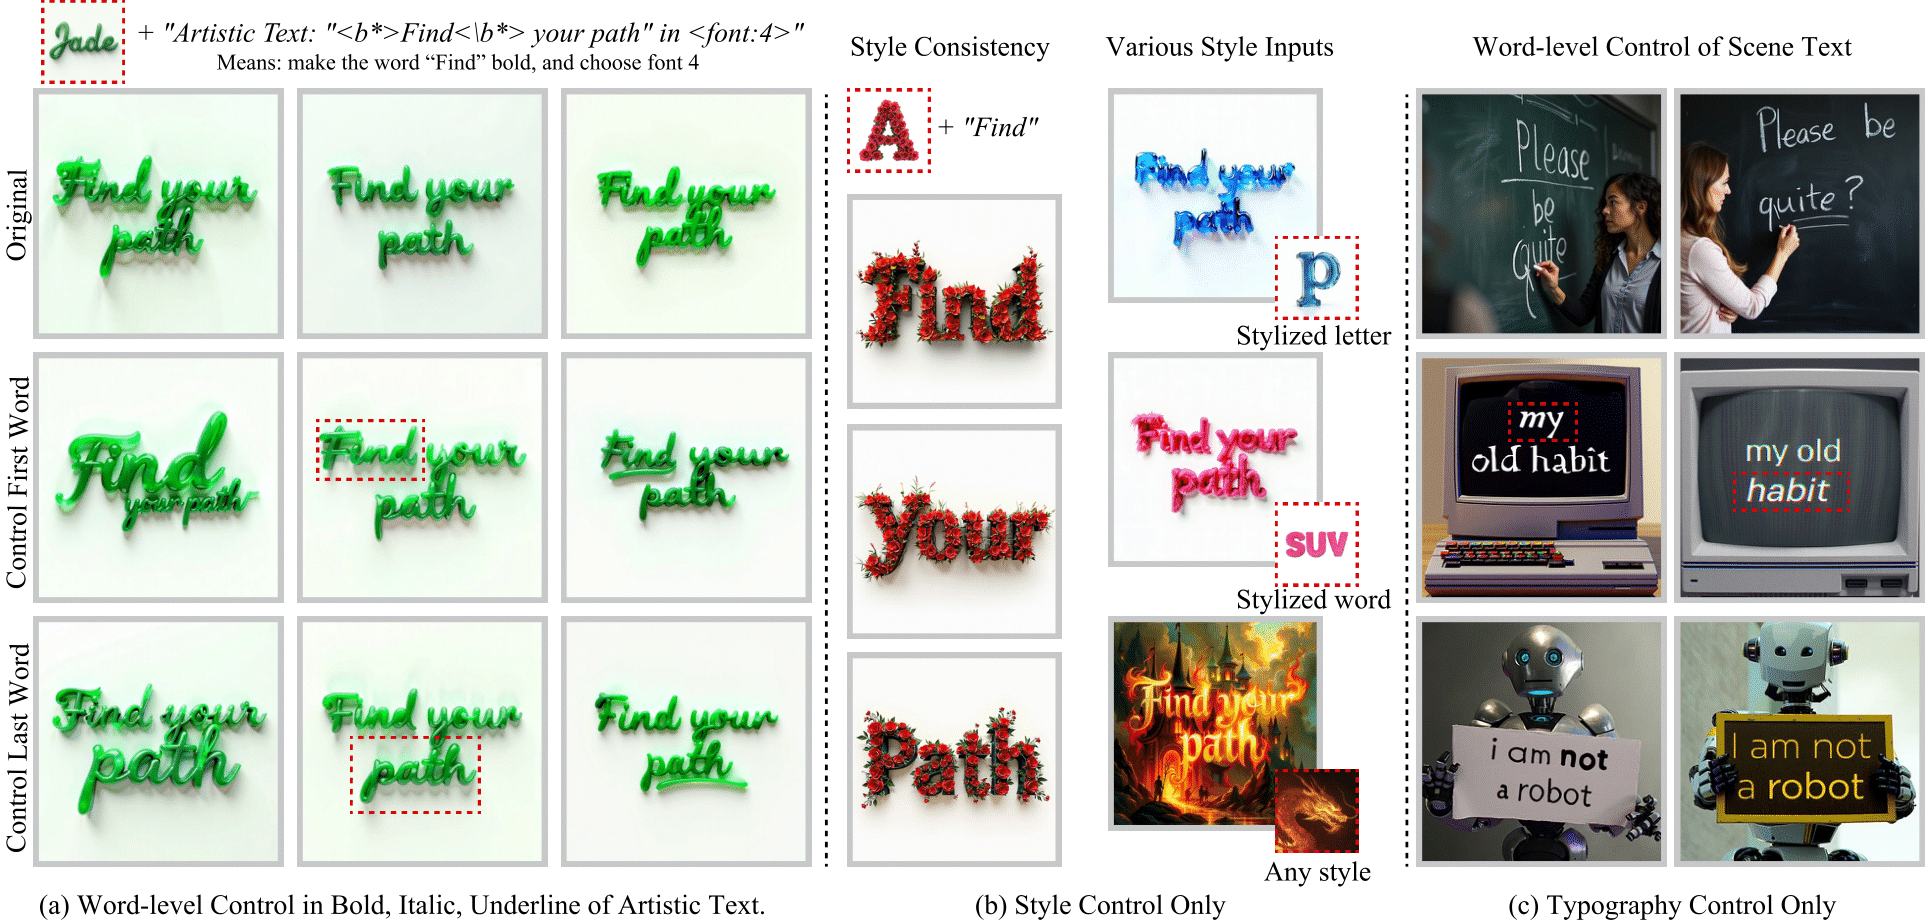 Jade + "Artistic Text: "<b*>Find<\b*> your path" in <font:4>"
Means: make the word “Find” bold, and choose font 4
Original
Find your
path
Find your
path
Find your
path
Control First Word
Find
your path
Find your
path
Find your
path
Control Last Word
Find your
path
Find your
path
Find your
path
(a) Word-level Control in Bold, Italic, Underline of Artistic Text.
Style Consistency
A + "Find"
Find
your
Path
Various Style Inputs
Find your
path
p
Stylized letter
Find your
path
SUV
Stylized word
Find your
path
Any style
(b) Style Control Only
Word-level Control of Scene Text
Please
be
quite
Please be
quite?
my
old habit
my old
habit
i am not
a robot
I am not
a robot
(c) Typography Control Only